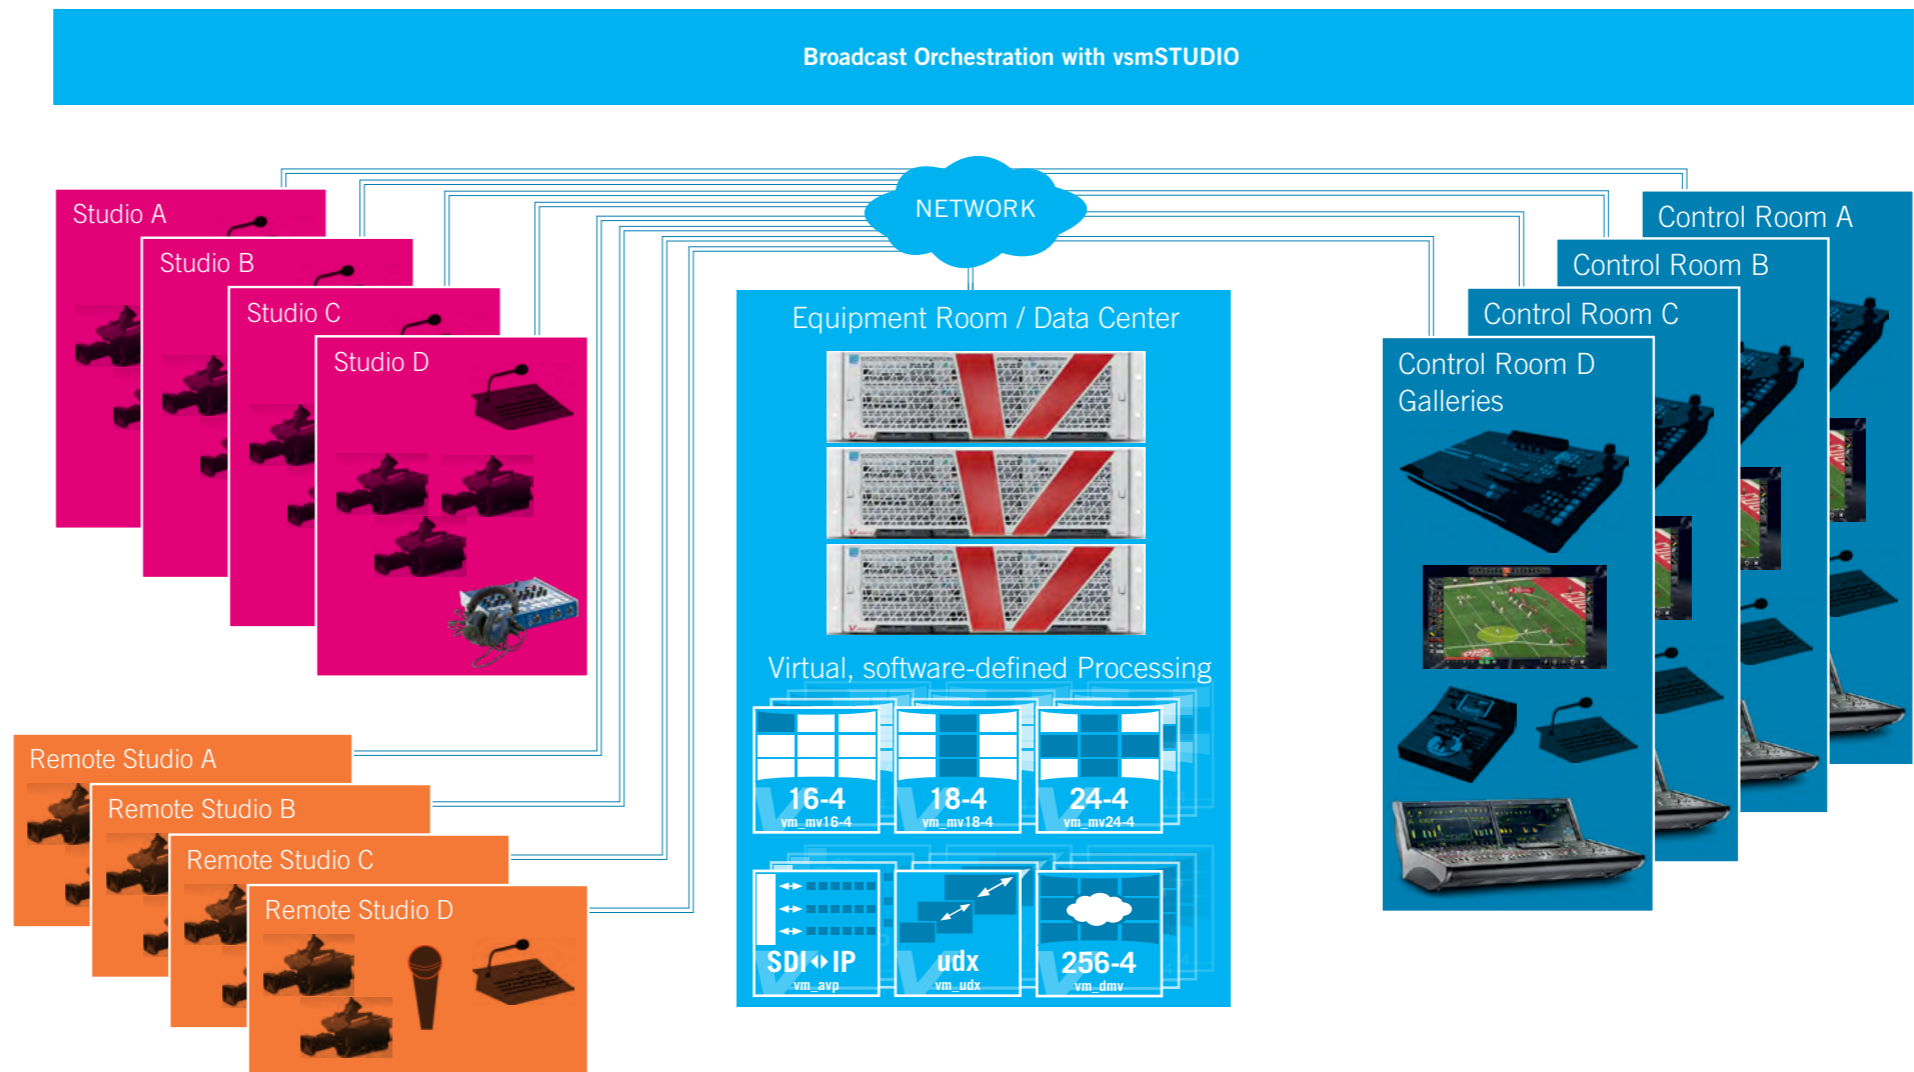 Broadcast Orchestration with vsmSTUDIO
NETWORK
Studio A
Studio B
Studio C
Studio D
Control Room A
Control Room B
Control Room C
Control Room D
Galleries
Equipment Room / Data Center
Virtual, software-defined Processing
16-4
vm_mv16-4
18-4
vm_mv18-4
24-4
vm_mv24-4
SDI IP
vm_avp
udx
vm_udx
256-4
vm_dmv
Remote Studio A
Remote Studio B
Remote Studio C
Remote Studio D